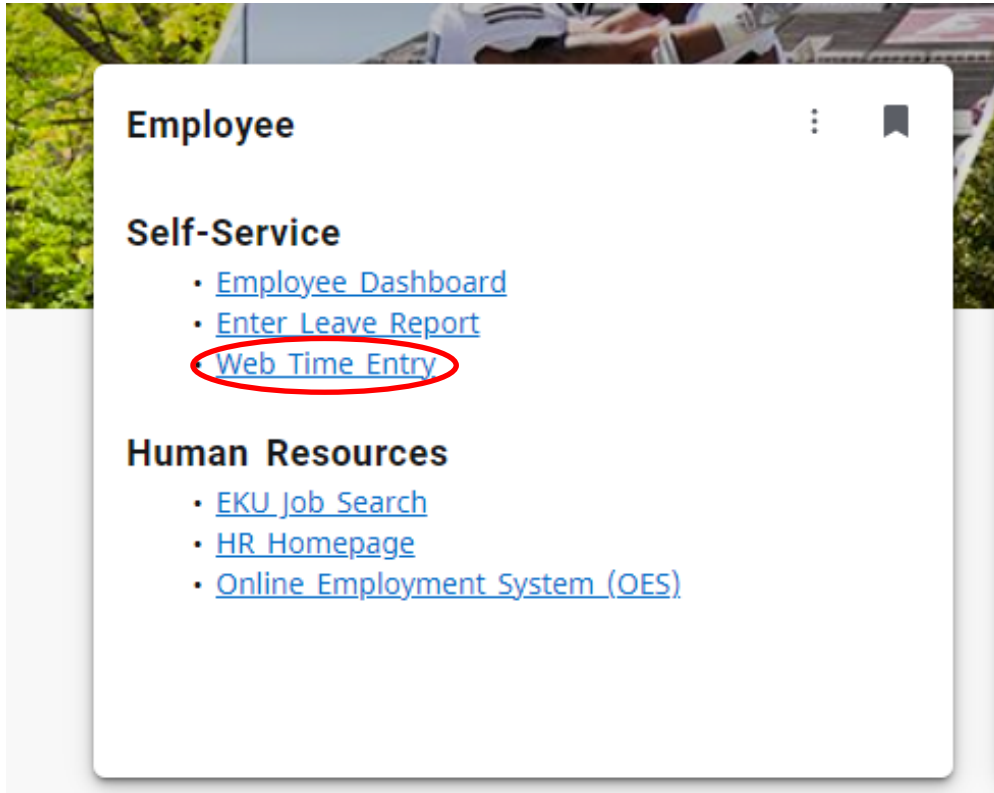 Employee
Self-Service
• Employee Dashboard
• Enter Leave Report
• Web Time Entry
Human Resources
• EKU Job Search
• HR Homepage
• Online Employment System (OES)